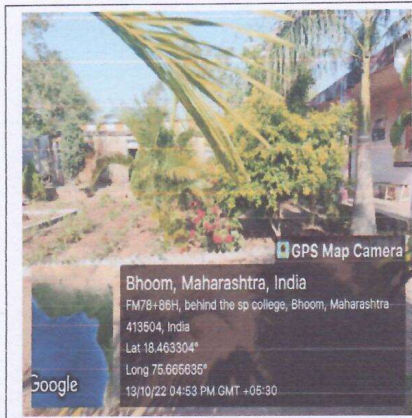 GPS Map Camera
Bhoom, Maharashtra, India
FM78+86H, behind the sp college, Bhoom, Maharashtra
413504, India
Lat 18.463304°
Long 75.665635°
13/10/22 04:53 PM GMT +05:30
Google